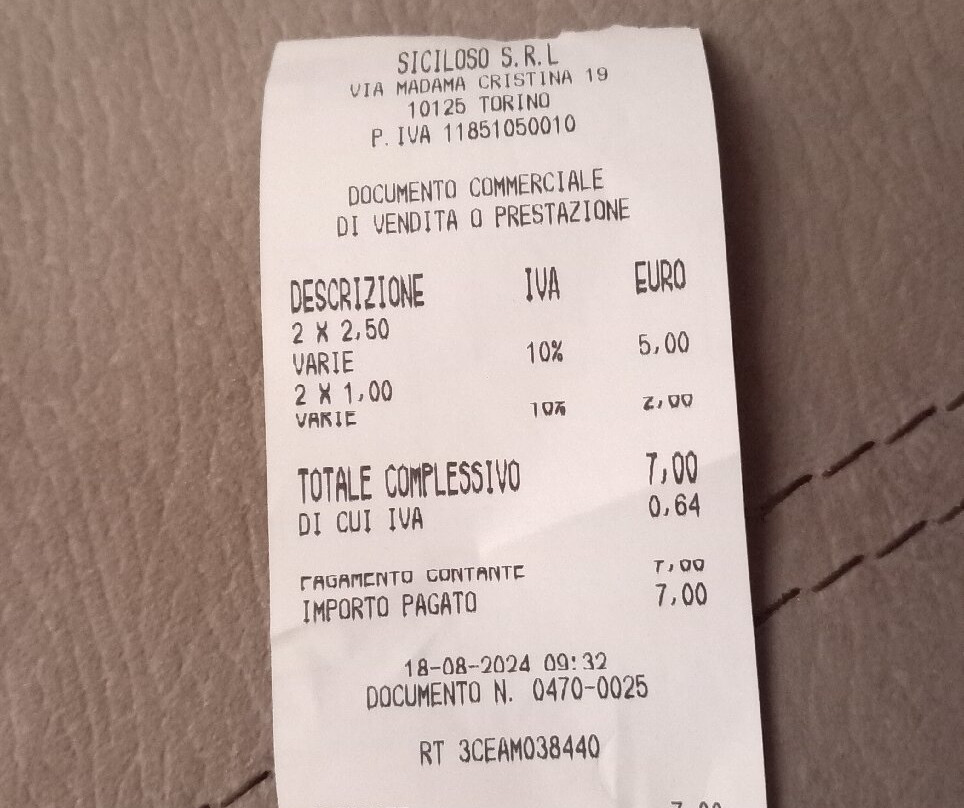 SICILOSO S.R.L
VIA MADAMA CRISTINA 19
10125 TORINO
P. IVA 11851050010
DOCUMENTO COMMERCIALE
DI VENDITA O PRESTAZIONE
DESCRIZIONE IVA EURO
2 X 2,50
VARIE 10% 5,00
2 X 1,00
VARIE 10% 2,00
TOTALE COMPLESSIVO 7,00
DI CUI IVA 0,64
PAGAMENTO CONTANTE 7,00
IMPORTO PAGATO 7,00
18-08-2024 09:32
DOCUMENTO N. 0470-0025
RT 3CEAM038440